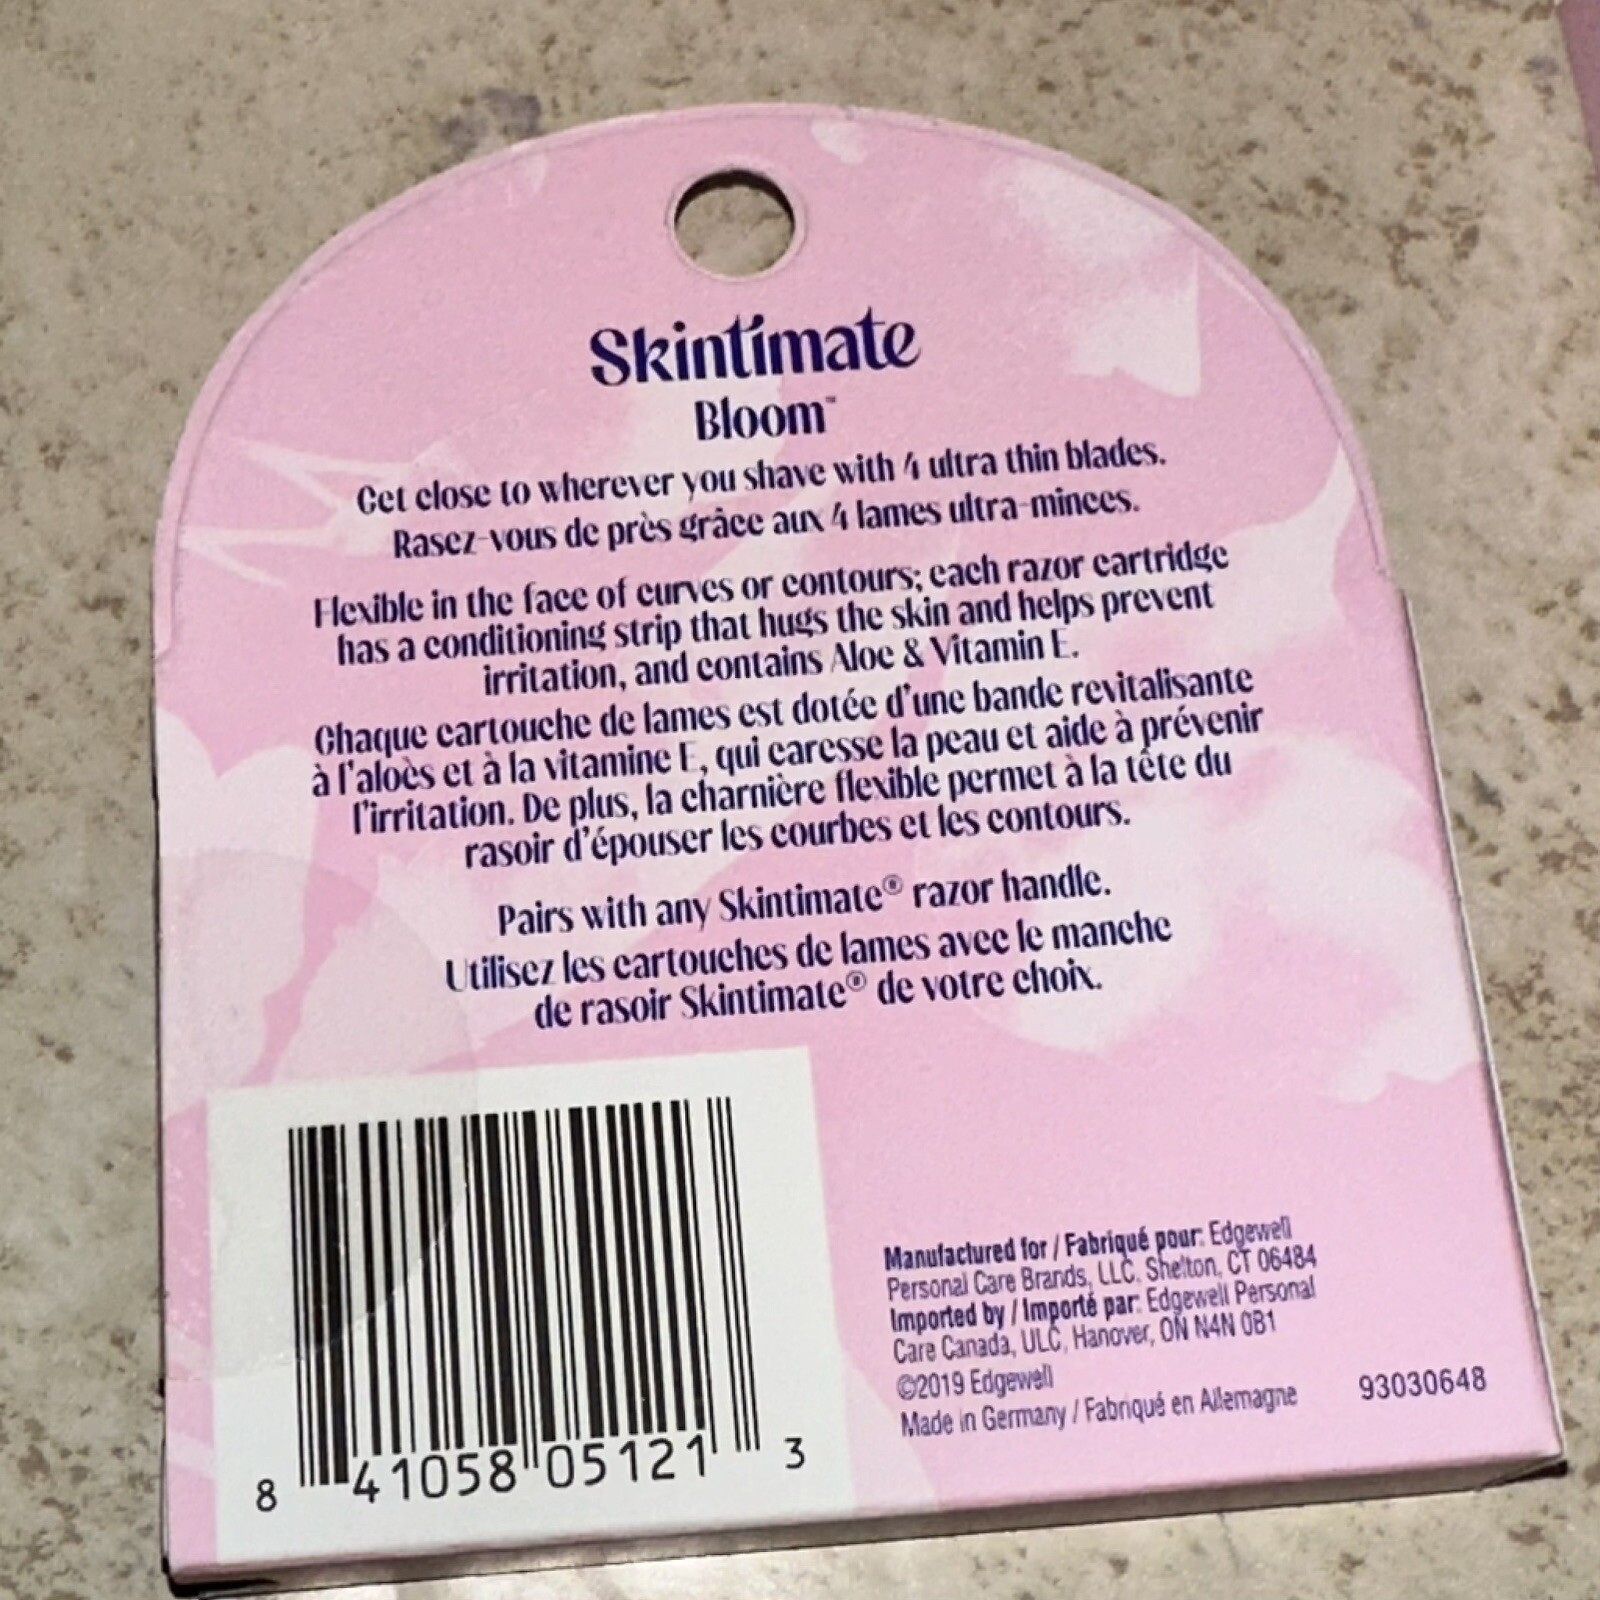 Skintimate
Bloom™
Get close to wherever you shave with 4 ultra thin blades.
Rasez-vous de près grâce aux 4 lames ultra-minces.
Flexible in the face of curves or contours; each razor cartridge
has a conditioning strip that hugs the skin and helps prevent
irritation, and contains Aloe & Vitamin E.
Chaque cartouche de lames est dotée d'une bande revitalisante
à l'aloès et à la vitamine E, qui caresse la peau et aide à prévenir
l'irritation. De plus, la charnière flexible permet à la tête du
rasoir d'épouser les courbes et les contours.
Pairs with any Skintimate® razor handle.
Utilisez les cartouches de lames avec le manche
de rasoir Skintimate® de votre choix.
Manufactured for / Fabriqué pour: Edgewell
Personal Care Brands, LLC. Shelton, CT 06484
Imported by / Importé par: Edgewell Personal
Care Canada, ULC, Hanover, ON N4N 0B1
©2019 Edgewell
Made in Germany / Fabriqué en Allemagne
93030648
8 41058 05121 3